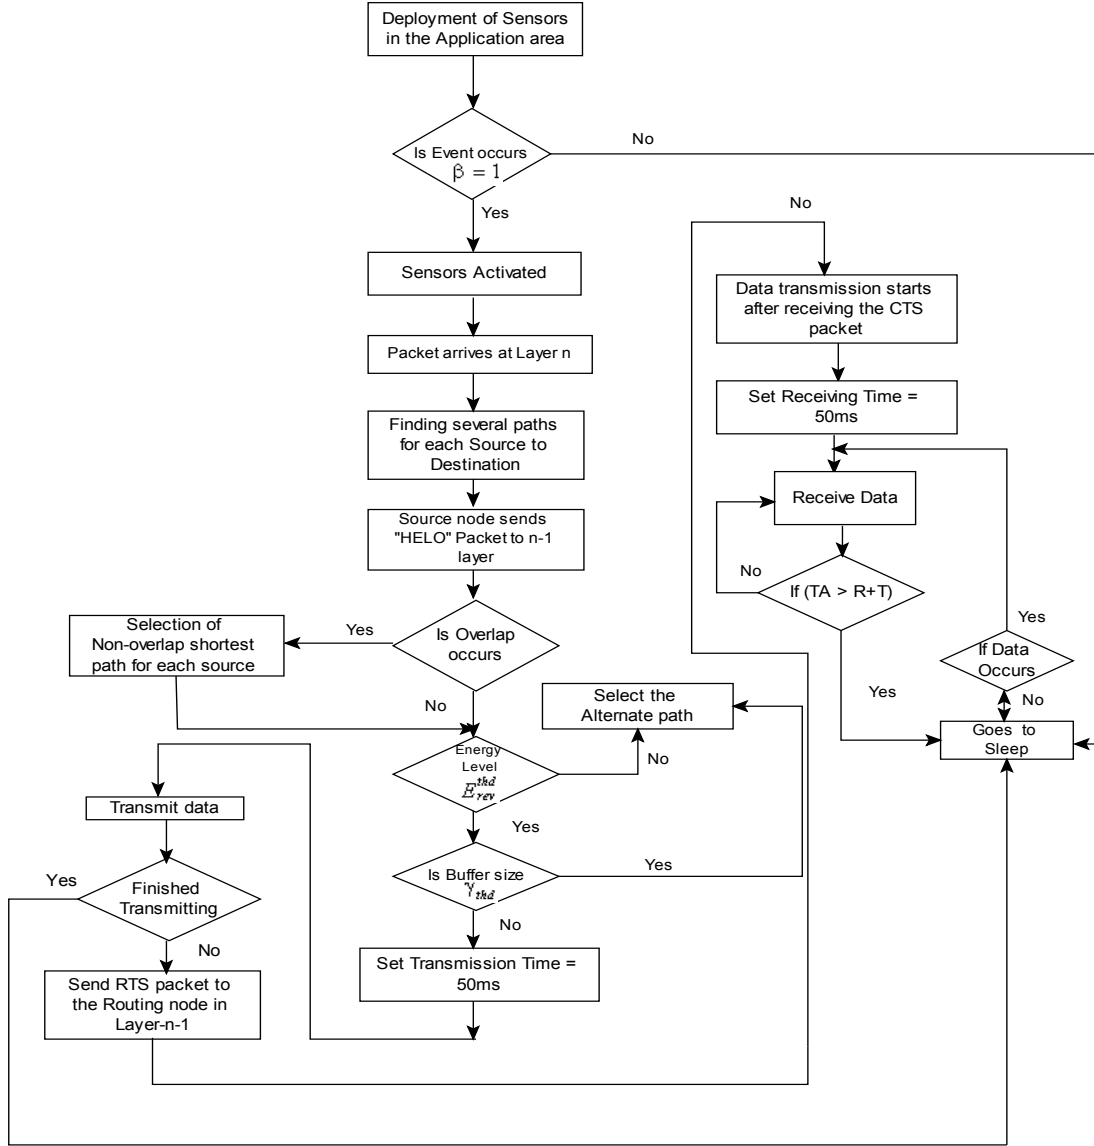 Deployment of Sensors
in the Application area
Is Event occurs
β = 1
No
Yes
Sensors Activated
Packet arrives at Layer n
Finding several paths
for each Source to
Destination
Source node sends
"HELO" Packet to n-1
layer
Is Overlap
occurs
Yes
Selection of
Non-overlap shortest
path for each source
No
Energy
Level
E_{rev}^{thd}
No
Select the
Alternate path
Yes
Is Buffer size
γ_{thd}
Yes
No
Set Transmission Time =
50ms
Transmit data
Finished
Transmitting
Yes
No
Send RTS packet to
the Routing node in
Layer-n-1
No
Data transmission starts
after receiving the CTS
packet
Set Receiving Time =
50ms
Receive Data
If (TA > R+T)
No
Yes
If Data
Occurs
Yes
No
Goes to
Sleep